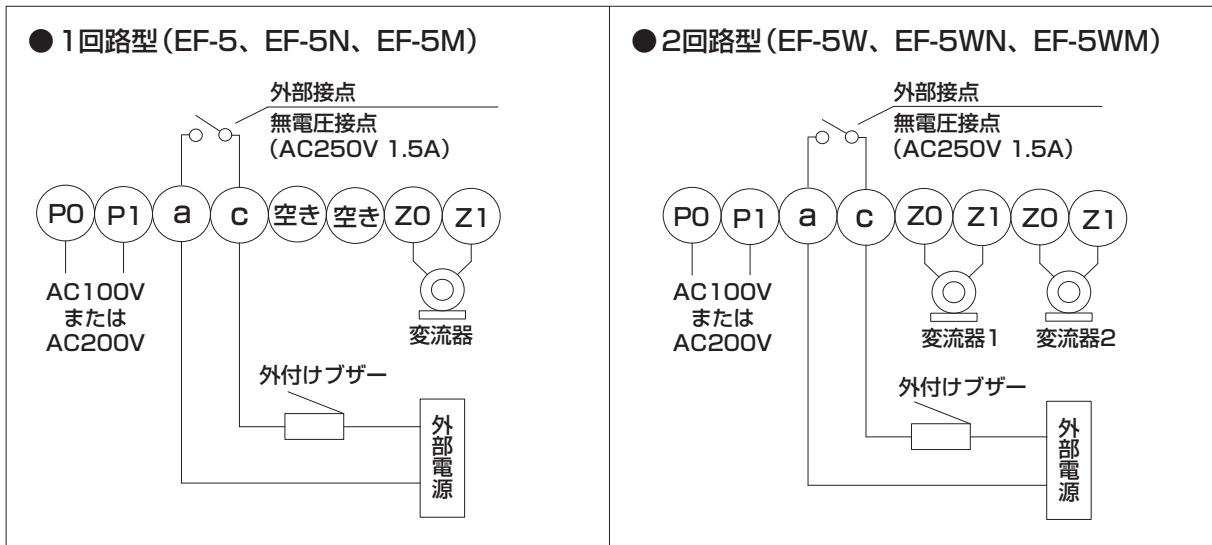 ●1回路型(EF-5、EF-5N、EF-5M)
外部接点
無電圧接点
(AC250V 1.5A)
P0 P1 a c 空き 空き Z0 Z1
AC100V
または
AC200V
変流器
外付けブザー
外部電源
●2回路型(EF-5W、EF-5WN、EF-5WM)
外部接点
無電圧接点
(AC250V 1.5A)
P0 P1 a c Z0 Z1 Z0 Z1
AC100V
または
AC200V
変流器1 変流器2
外付けブザー
外部電源